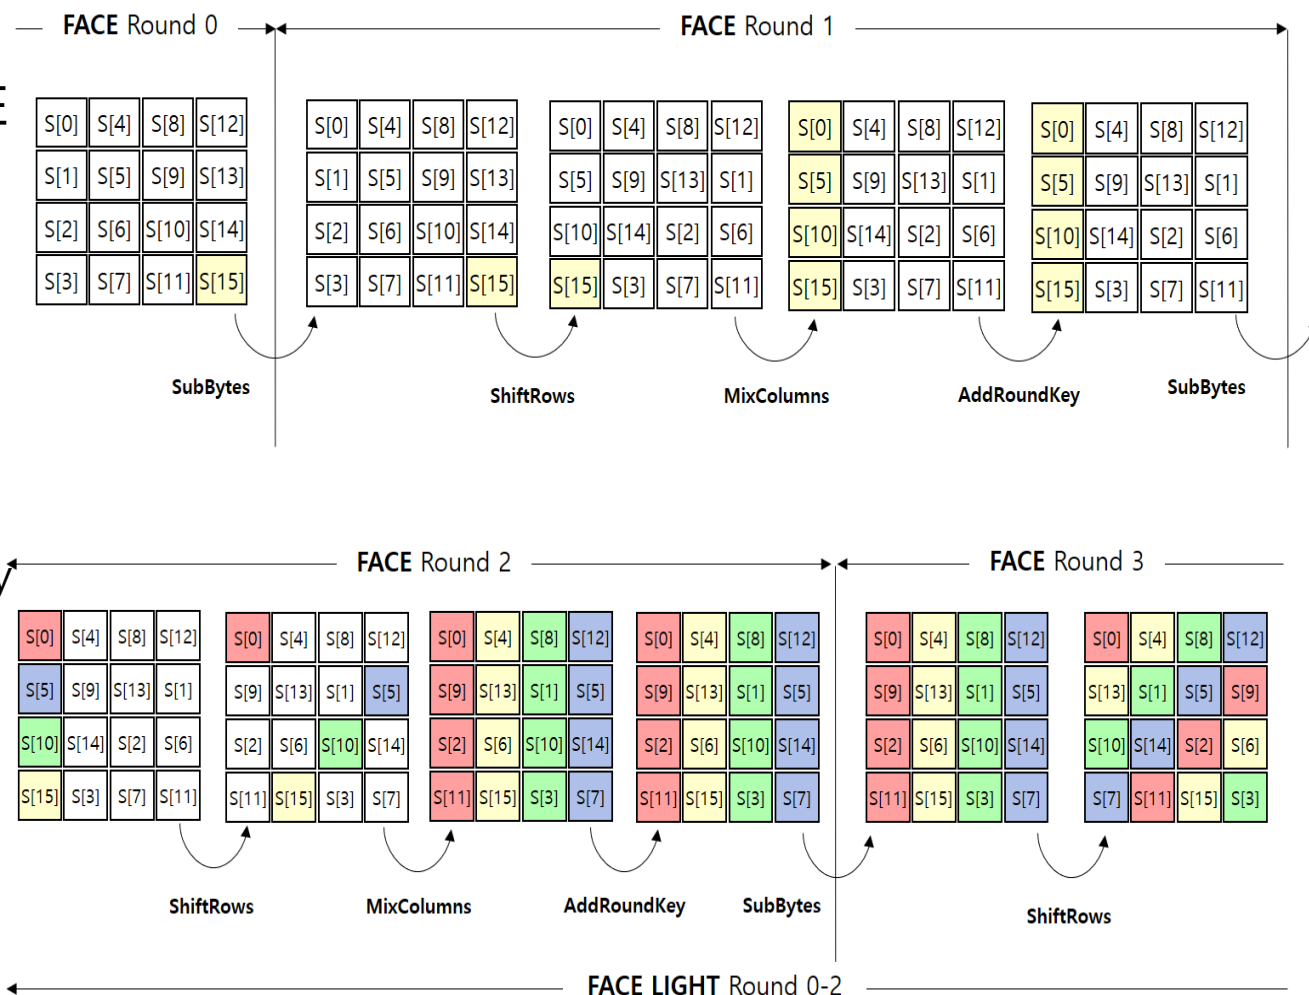 FACE Round 0 FACE Round 1
S[0] S[4] S[8] S[12] S[0] S[4] S[8] S[12] S[0] S[4] S[8] S[12] S[0] S[4] S[8] S[12] S[0] S[4] S[8] S[12]
S[1] S[5] S[9] S[13] S[1] S[5] S[9] S[13] S[5] S[9] S[13] S[1] S[5] S[9] S[13] S[1] S[5] S[9] S[13] S[1]
S[2] S[6] S[10] S[14] S[2] S[6] S[10] S[14] S[10] S[14] S[2] S[6] S[10] S[14] S[2] S[6] S[10] S[14] S[2] S[6]
S[3] S[7] S[11] S[15] S[3] S[7] S[11] S[15] S[15] S[3] S[7] S[11] S[15] S[3] S[7] S[11] S[15] S[3] S[7] S[11]
SubBytes ShiftRows MixColumns AddRoundKey SubBytes
FACE Round 2 FACE Round 3
S[0] S[4] S[8] S[12] S[0] S[4] S[8] S[12] S[0] S[4] S[8] S[12] S[0] S[4] S[8] S[12] S[0] S[4] S[8] S[12] S[0] S[4] S[8] S[12]
S[5] S[9] S[13] S[1] S[9] S[13] S[1] S[5] S[9] S[13] S[1] S[5] S[9] S[13] S[1] S[5] S[9] S[13] S[1] S[5] S[13] S[1] S[5] S[9]
S[10] S[14] S[2] S[6] S[2] S[6] S[10] S[14] S[2] S[6] S[10] S[14] S[2] S[6] S[10] S[14] S[2] S[6] S[10] S[14] S[10] S[14] S[2] S[6]
S[15] S[3] S[7] S[11] S[11] S[15] S[3] S[7] S[11] S[15] S[3] S[7] S[11] S[15] S[3] S[7] S[11] S[15] S[3] S[7] S[7] S[11] S[15] S[3]
ShiftRows MixColumns AddRoundKey SubBytes ShiftRows
FACE LIGHT Round 0-2